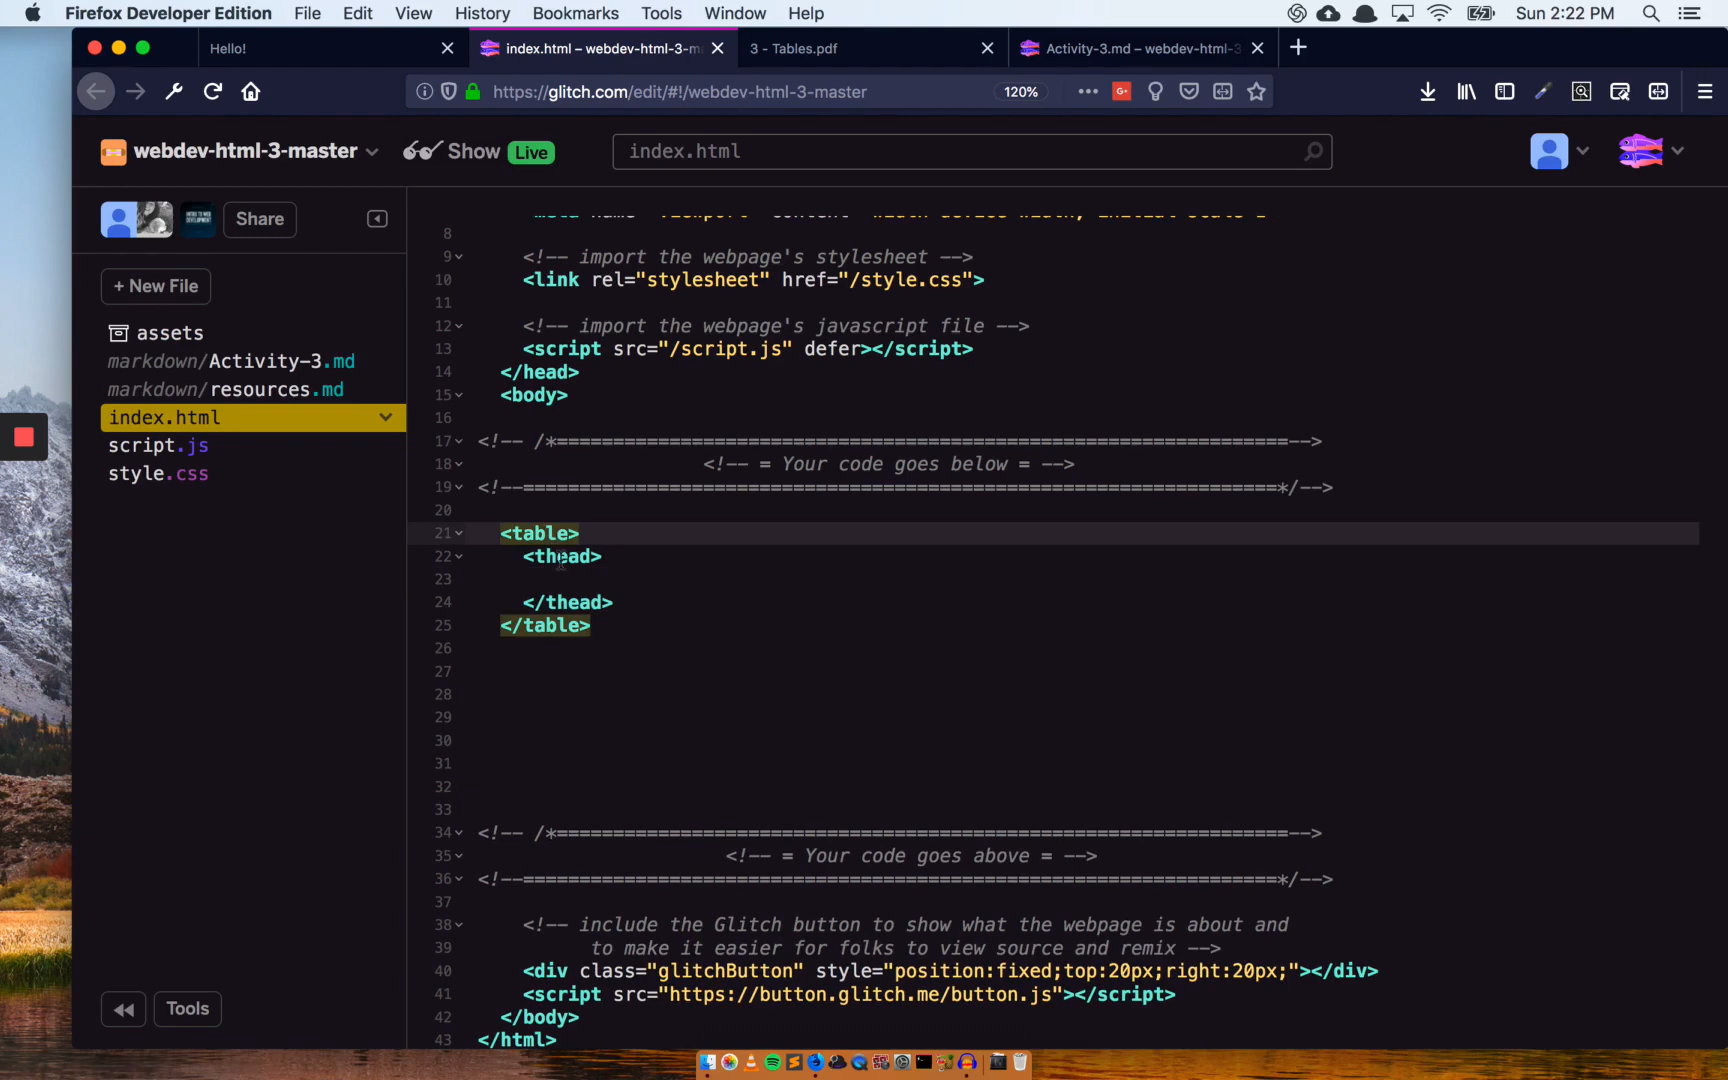 Firefox Developer Edition File Edit View History Bookmarks Tools Window Help Sun 2:22 PM
Hello! index.html – webdev-html-3-m 3 - Tables.pdf Activity-3.md – webdev-html-3
https://glitch.com/edit/#!/webdev-html-3-master 120% G+
webdev-html-3-master Show Live index.html
Share
+ New File
assets
markdown/Activity-3.md
markdown/resources.md
index.html
script.js
style.css
Tools
8
9 <!-- import the webpage's stylesheet -->
10 <link rel="stylesheet" href="/style.css">
11
12 <!-- import the webpage's javascript file -->
13 <script src="/script.js" defer></script>
14 </head>
15 <body>
16
17 <!-- /*=================================================================-->
18 <!-- = Your code goes below = -->
19 <!--===================================================================*/-->
20
21 <table>
22 <thead>
23
24 </thead>
25 </table>
26
27
28
29
30
31
32
33
34 <!-- /*=================================================================-->
35 <!-- = Your code goes above = -->
36 <!--===================================================================*/-->
37
38 <!-- include the Glitch button to show what the webpage is about and
39 to make it easier for folks to view source and remix -->
40 <div class="glitchButton" style="position:fixed;top:20px;right:20px;"></div>
41 <script src="https://button.glitch.me/button.js"></script>
42 </body>
43 </html>